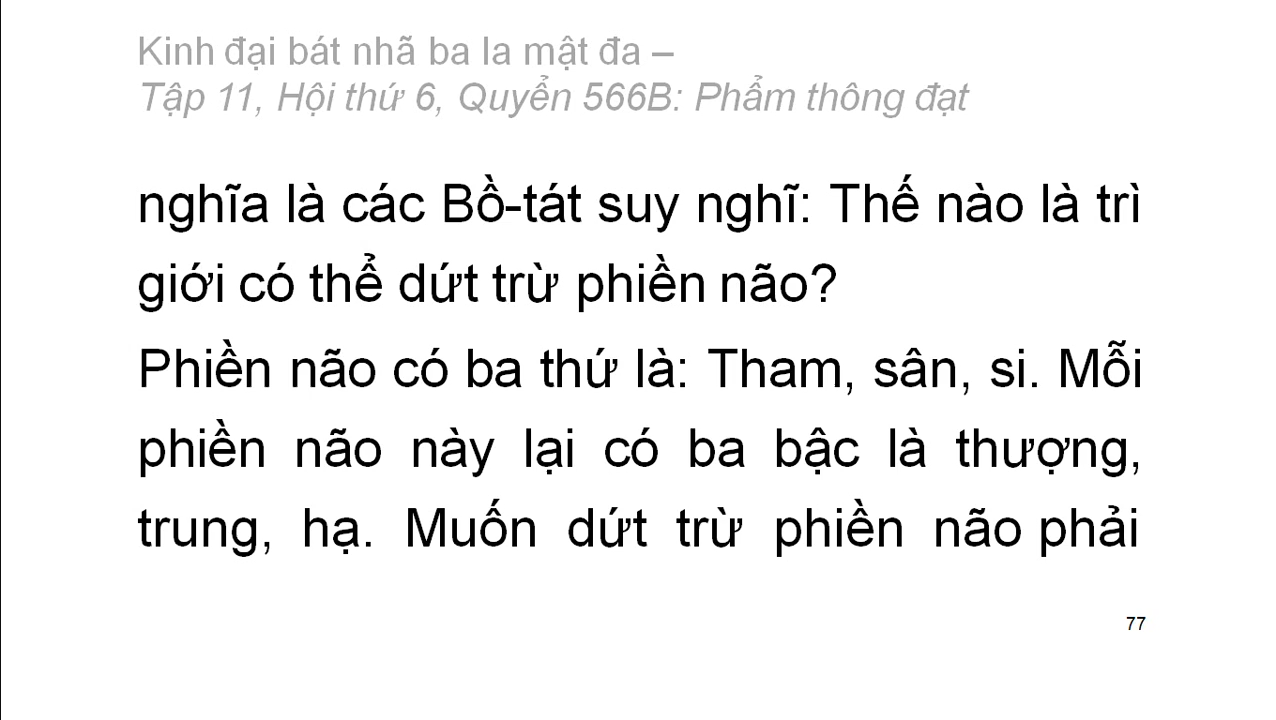 Kinh đại bát nhã ba la mật đa –
Tập 11, Hội thứ 6, Quyển 566B: Phẩm thông đạt
nghĩa là các Bồ-tát suy nghĩ: Thế nào là trì
giới có thể dứt trừ phiền não?
Phiền não có ba thứ là: Tham, sân, si. Mỗi
phiền não này lại có ba bậc là thượng,
trung, hạ. Muốn dứt trừ phiền não phải
77